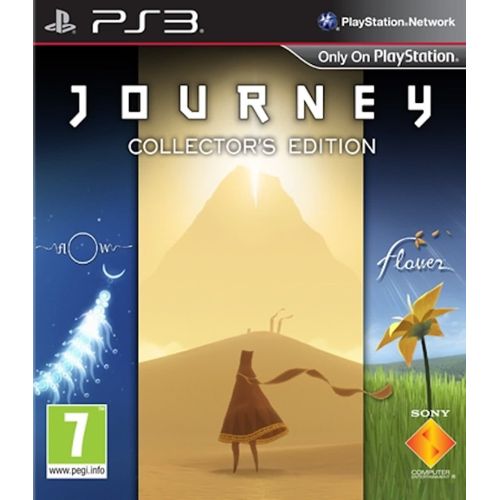 PS3
PlayStation®Network
Only On PlayStation®
JOURNEY
COLLECTOR'S EDITION
flOw
flower
7
www.pegi.info
SONY
COMPUTER
ENTERTAINMENT